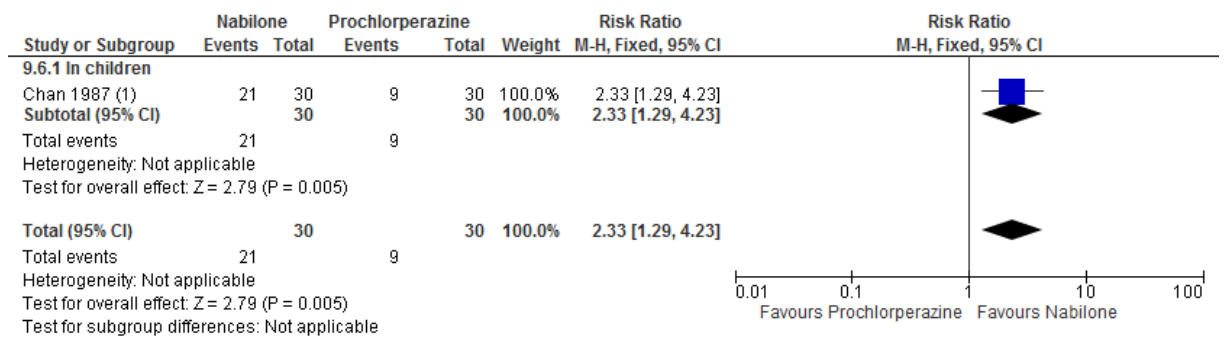 Nabilone Prochlorperazine Risk Ratio Risk Ratio
Study or Subgroup Events Total Events Total Weight M-H, Fixed, 95% CI M-H, Fixed, 95% CI
9.6.1 In children
Chan 1987 (1) 21 30 9 30 100.0% 2.33 [1.29, 4.23]
Subtotal (95% CI) 30 30 100.0% 2.33 [1.29, 4.23]
Total events 21 9
Heterogeneity: Not applicable
Test for overall effect: Z = 2.79 (P = 0.005)
Total (95% CI) 30 30 100.0% 2.33 [1.29, 4.23]
Total events 21 9
Heterogeneity: Not applicable
Test for overall effect: Z = 2.79 (P = 0.005)
Test for subgroup differences: Not applicable
0.01 0.1 1 10 100
Favours Prochlorperazine Favours Nabilone